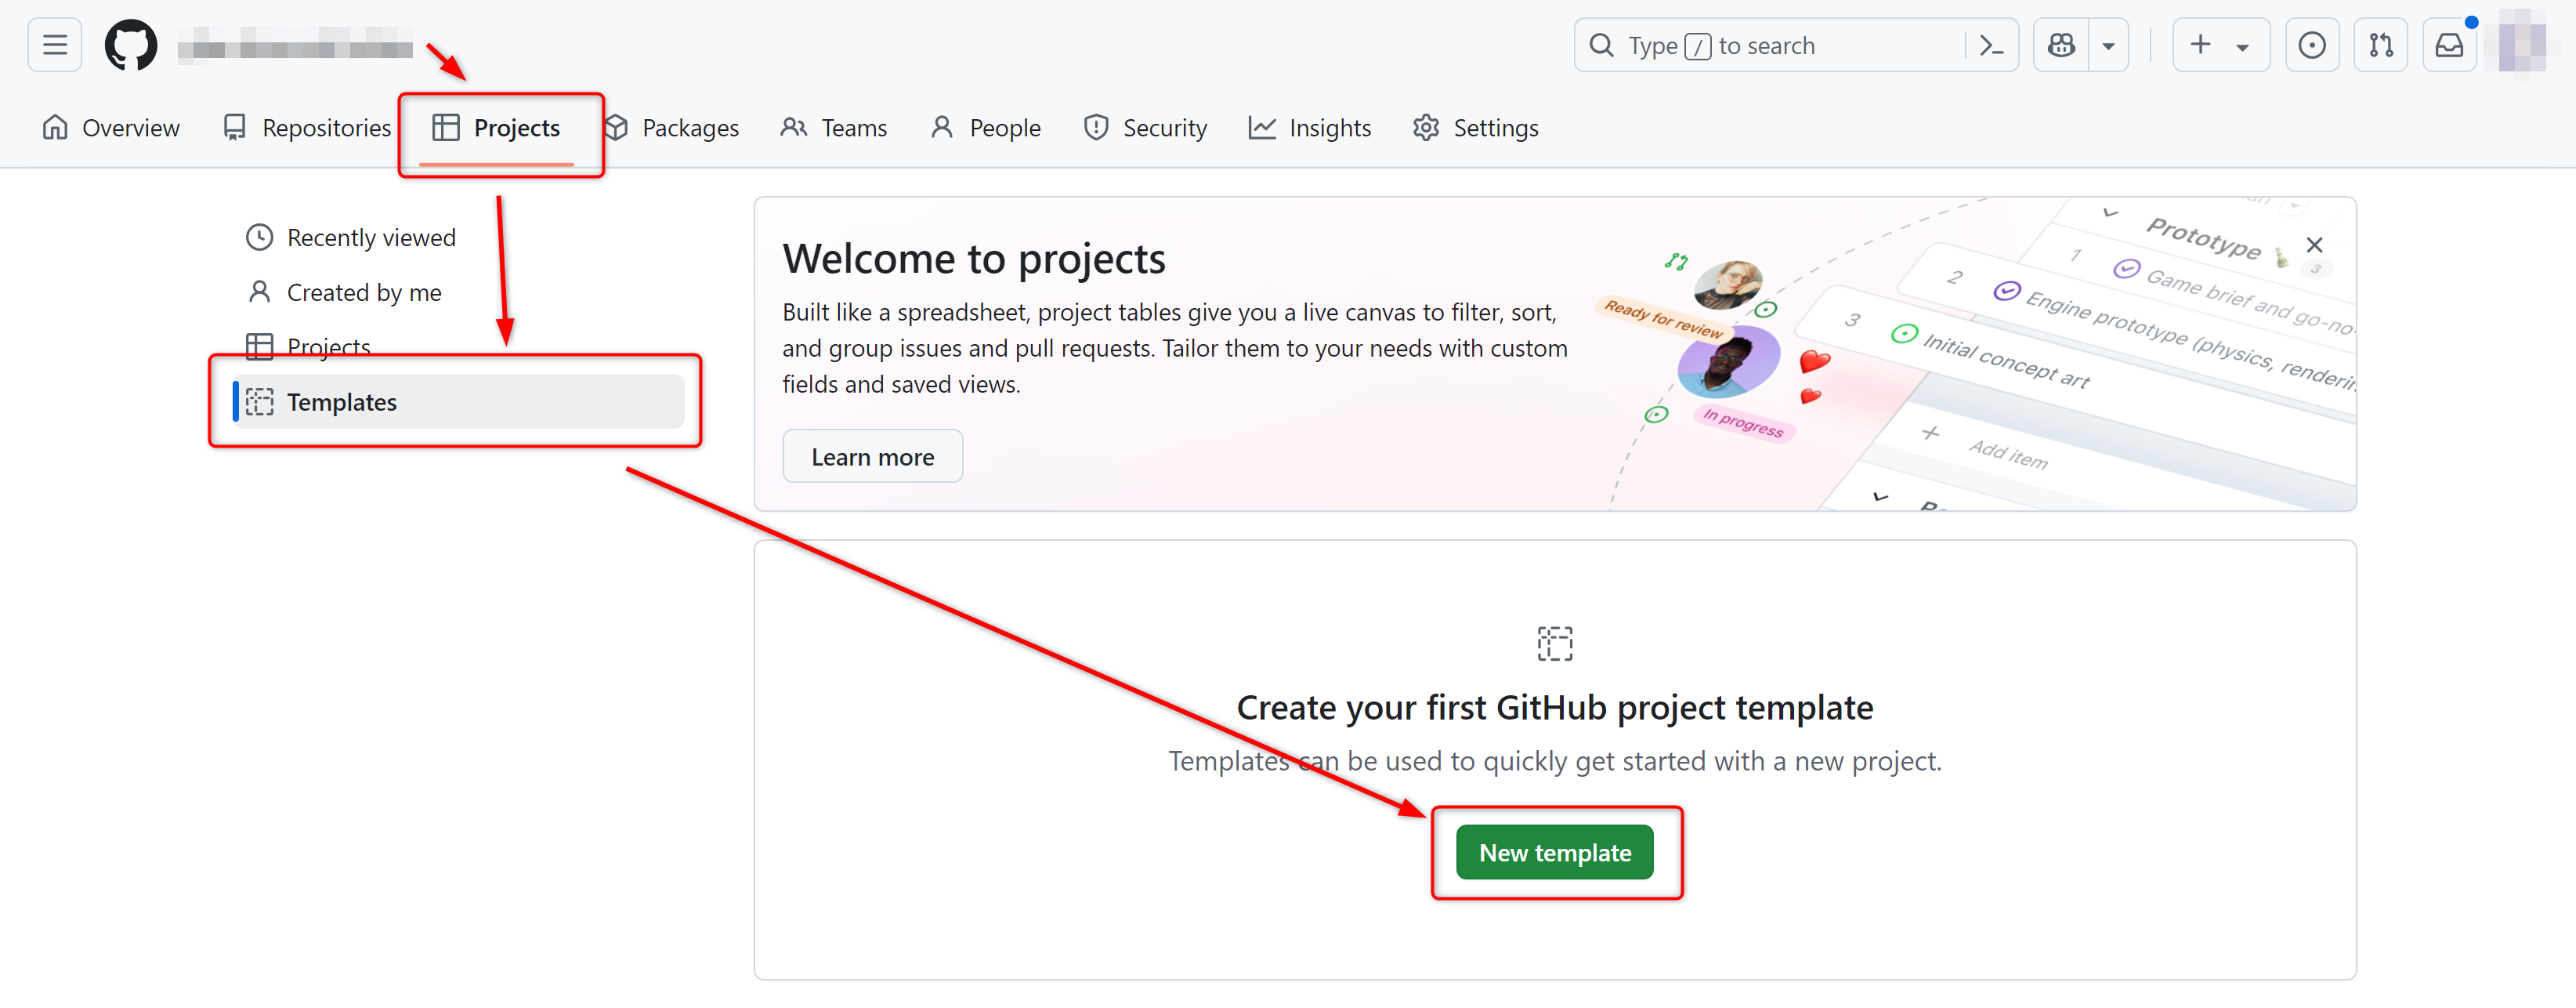 Type / to search
Overview
Repositories
Projects
Packages
Teams
People
Security
Insights
Settings
Recently viewed
Created by me
Projects
Templates
Welcome to projects
Built like a spreadsheet, project tables give you a live canvas to filter, sort,
and group issues and pull requests. Tailor them to your needs with custom
fields and saved views.
Learn more
Ready for review
In progress
Prototype
3
1 Game brief and go-no-
2 Engine prototype (physics, renderin
3 Initial concept art
+ Add item
Create your first GitHub project template
Templates can be used to quickly get started with a new project.
New template